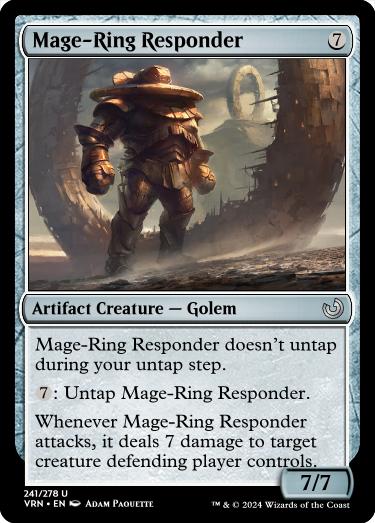 Mage-Ring Responder 7
Artifact Creature — Golem
Mage-Ring Responder doesn't untap
during your untap step.
7: Untap Mage-Ring Responder.
Whenever Mage-Ring Responder
attacks, it deals 7 damage to target
creature defending player controls.
7/7
241/278 U
VRN • EN Adam Paquette ™ & © 2024 Wizards of the Coast